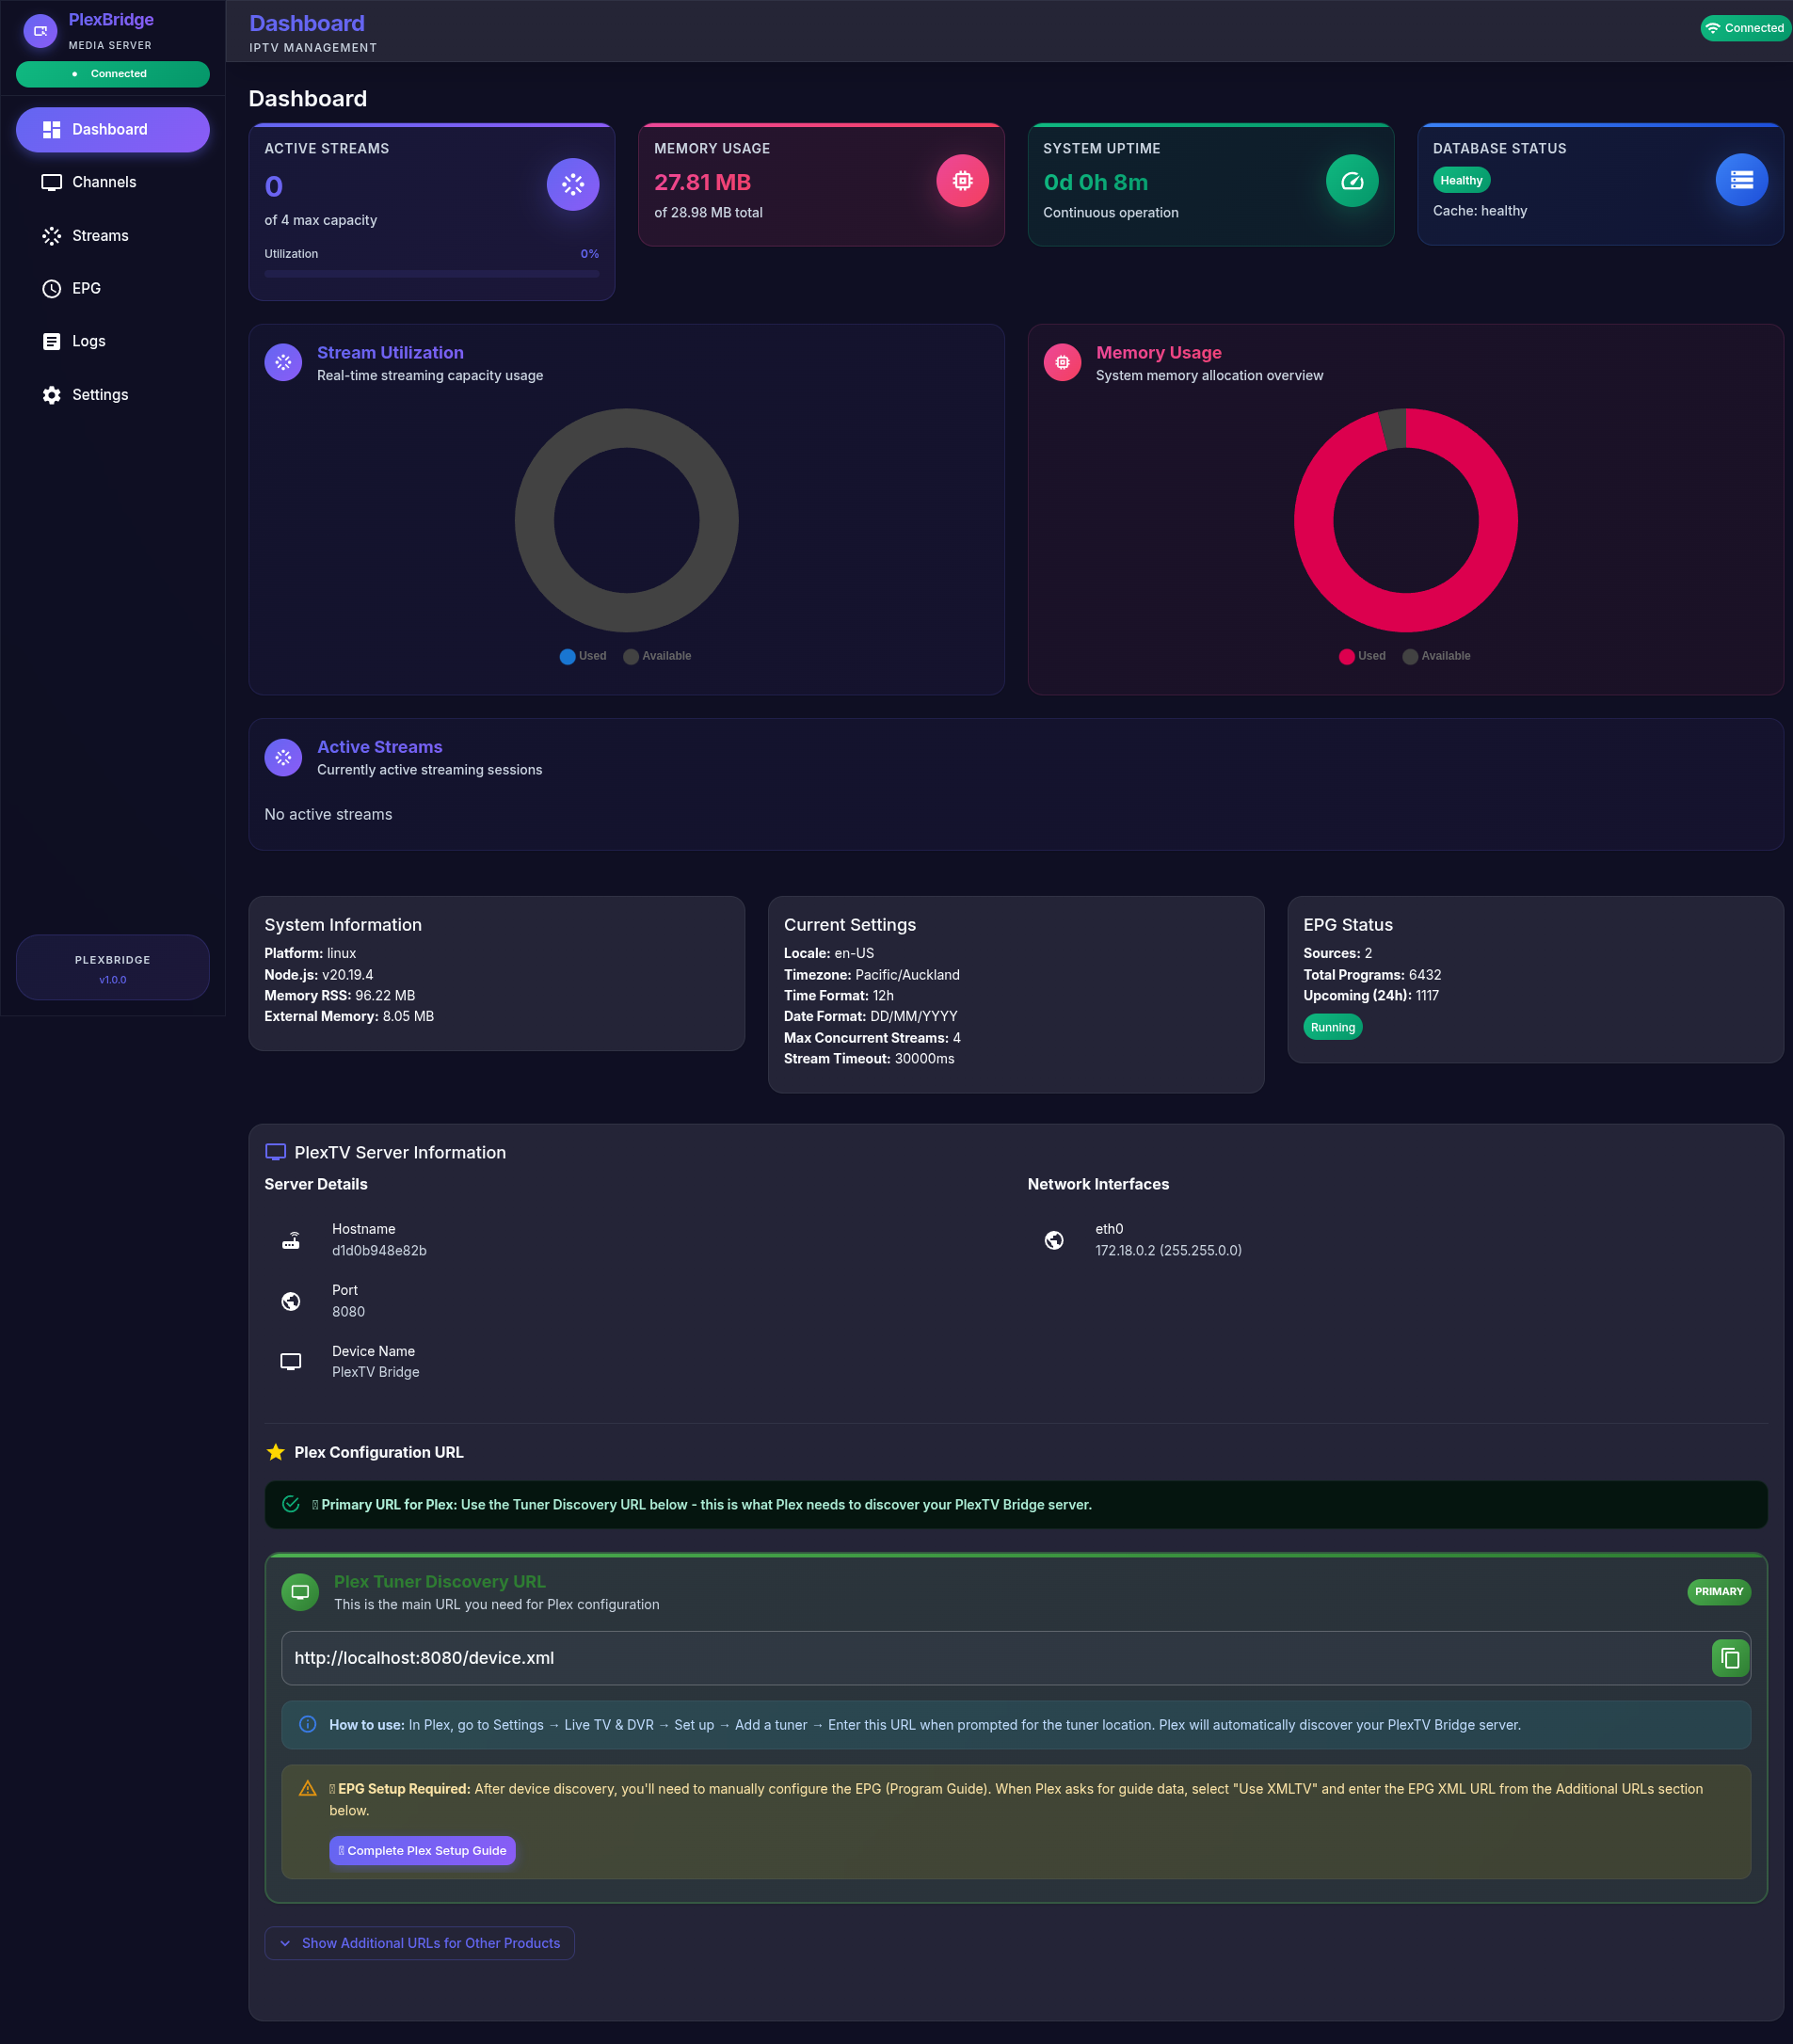 PlexBridge
MEDIA SERVER
Connected
Dashboard
Channels
Streams
EPG
Logs
Settings
PLEXBRIDGE
v1.0.0
Dashboard
IPTV MANAGEMENT
Connected
Dashboard
ACTIVE STREAMS
0
of 4 max capacity
Utilization 0%
MEMORY USAGE
27.81 MB
of 28.98 MB total
SYSTEM UPTIME
0d 0h 8m
Continuous operation
DATABASE STATUS
Healthy
Cache: healthy
Stream Utilization
Real-time streaming capacity usage
Used Available
Memory Usage
System memory allocation overview
Used Available
Active Streams
Currently active streaming sessions
No active streams
System Information
Platform: linux
Node.js: v20.19.4
Memory RSS: 96.22 MB
External Memory: 8.05 MB
Current Settings
Locale: en-US
Timezone: Pacific/Auckland
Time Format: 12h
Date Format: DD/MM/YYYY
Max Concurrent Streams: 4
Stream Timeout: 30000ms
EPG Status
Sources: 2
Total Programs: 6432
Upcoming (24h): 1117
Running
PlexTV Server Information
Server Details
Hostname
d1d0b948e82b
Port
8080
Device Name
PlexTV Bridge
Network Interfaces
eth0
172.18.0.2 (255.255.0.0)
Plex Configuration URL
Primary URL for Plex: Use the Tuner Discovery URL below - this is what Plex needs to discover your PlexTV Bridge server.
Plex Tuner Discovery URL
This is the main URL you need for Plex configuration
PRIMARY
http://localhost:8080/device.xml
How to use: In Plex, go to Settings → Live TV & DVR → Set up → Add a tuner → Enter this URL when prompted for the tuner location. Plex will automatically discover your PlexTV Bridge server.
EPG Setup Required: After device discovery, you'll need to manually configure the EPG (Program Guide). When Plex asks for guide data, select "Use XMLTV" and enter the EPG XML URL from the Additional URLs section
below.
Complete Plex Setup Guide
Show Additional URLs for Other Products